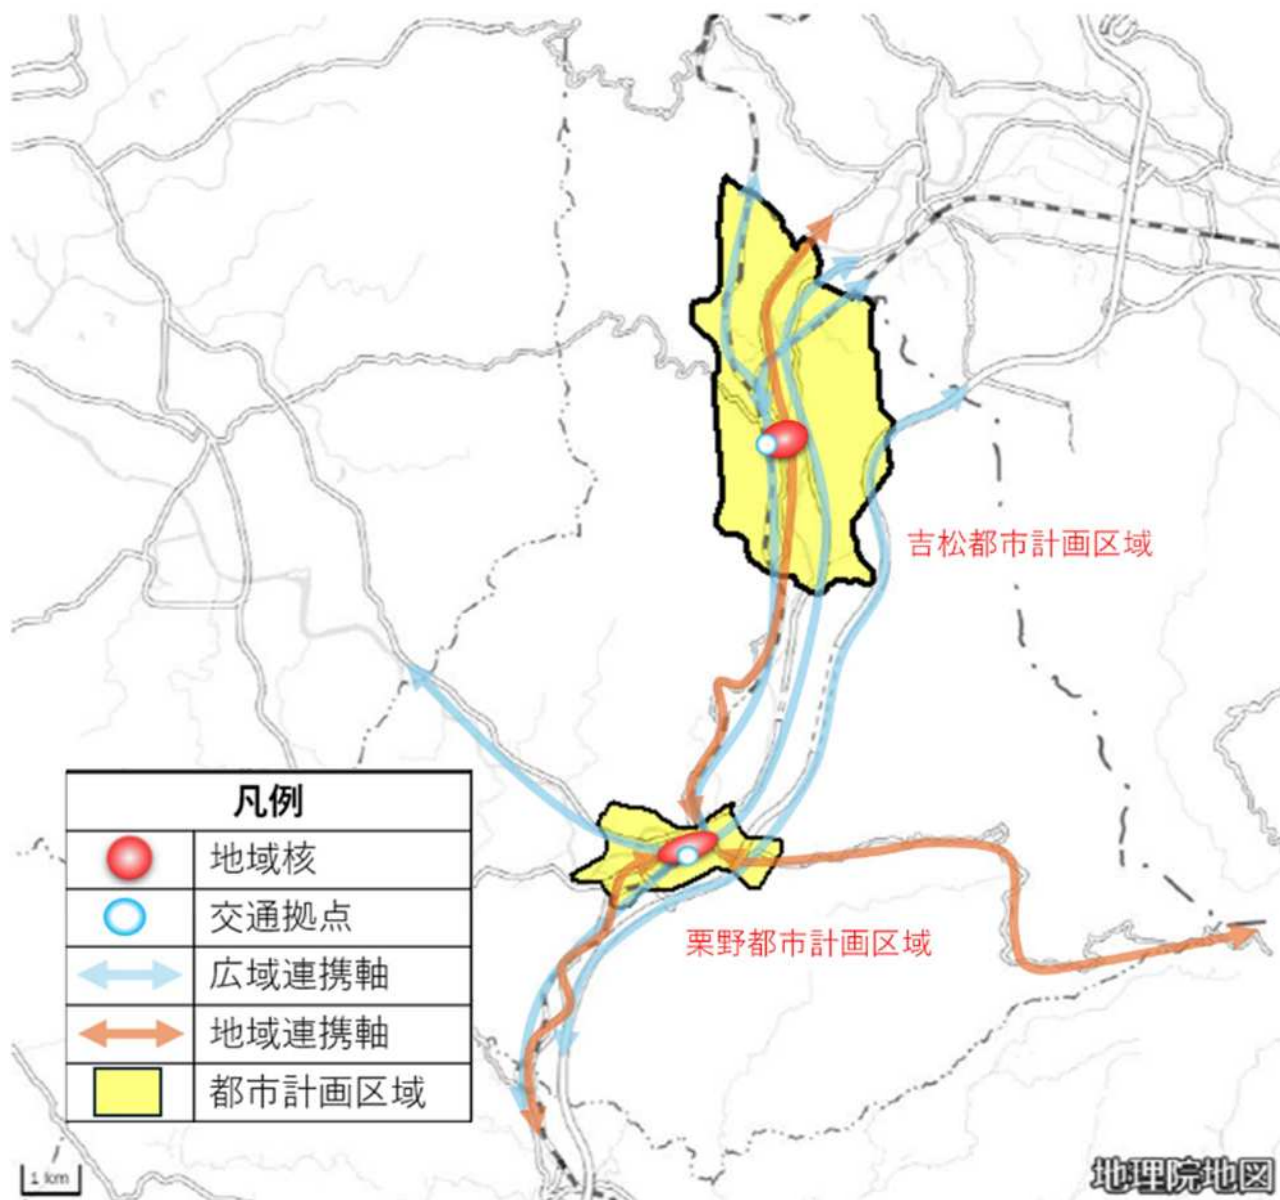 吉松都市計画区域
凡例
地域核
交通拠点
広域連携軸
地域連携軸
都市計画区域
栗野都市計画区域
1 km
地理院地図